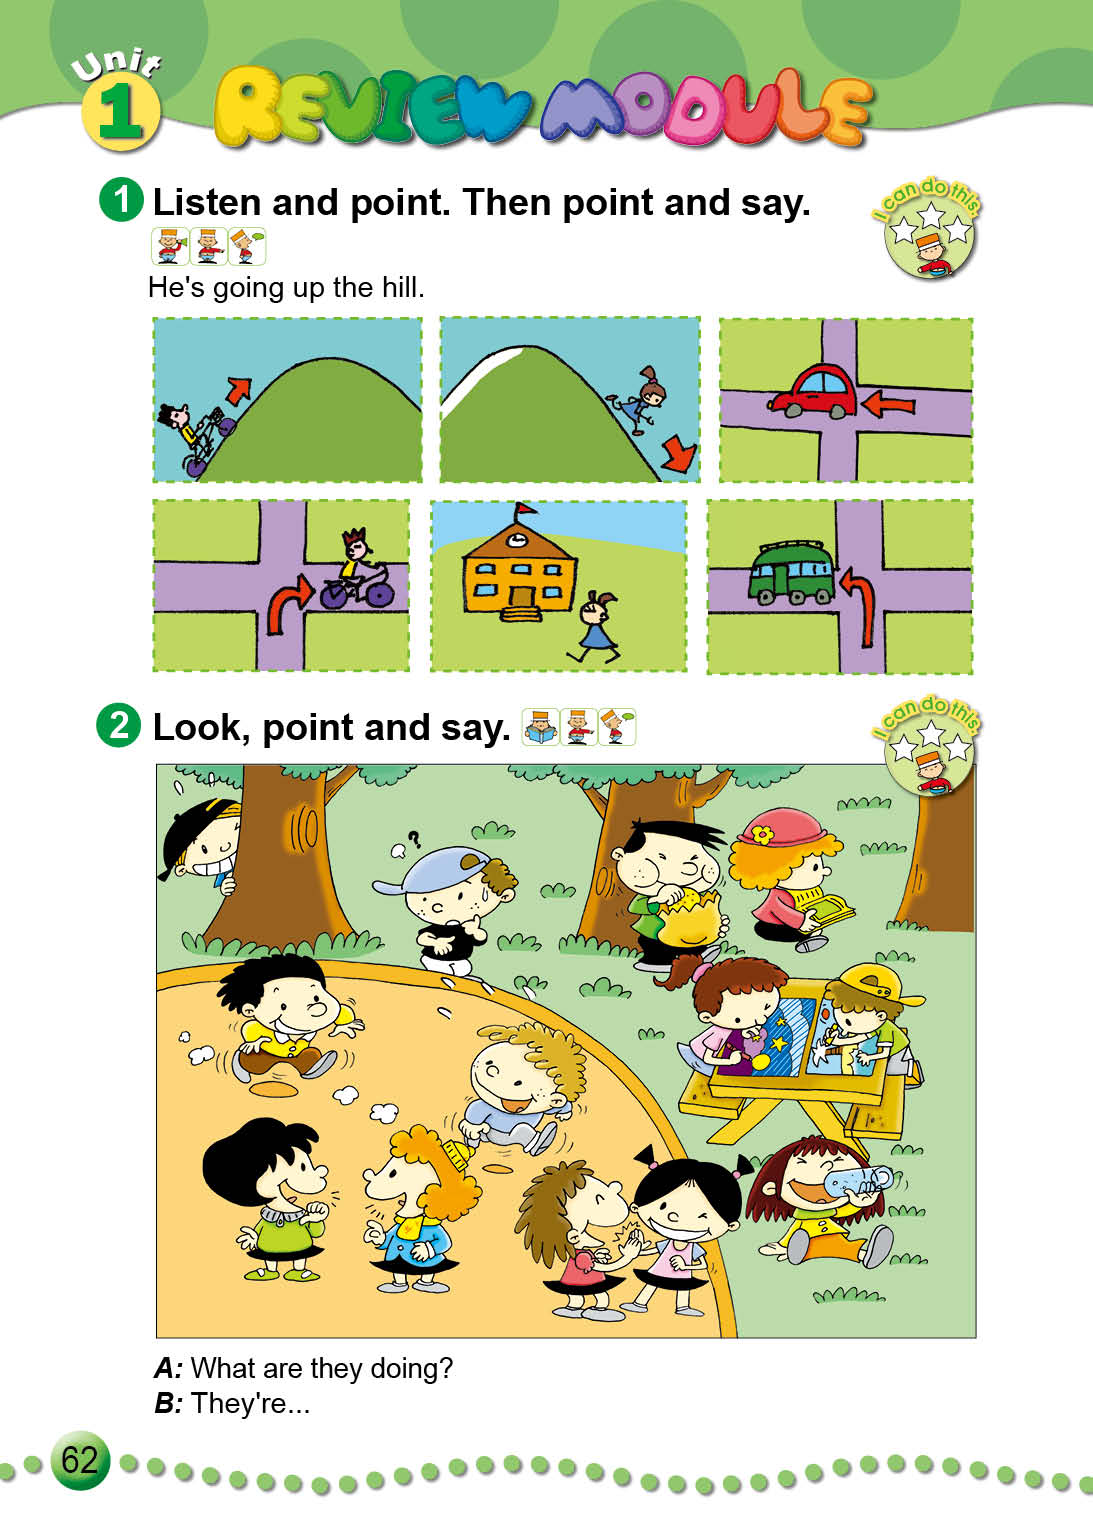 Unit
1
REVIEW MODULE
1 Listen and point. Then point and say.
I can do this.
He's going up the hill.
2 Look, point and say.
I can do this.
?
A: What are they doing?
B: They're...
62